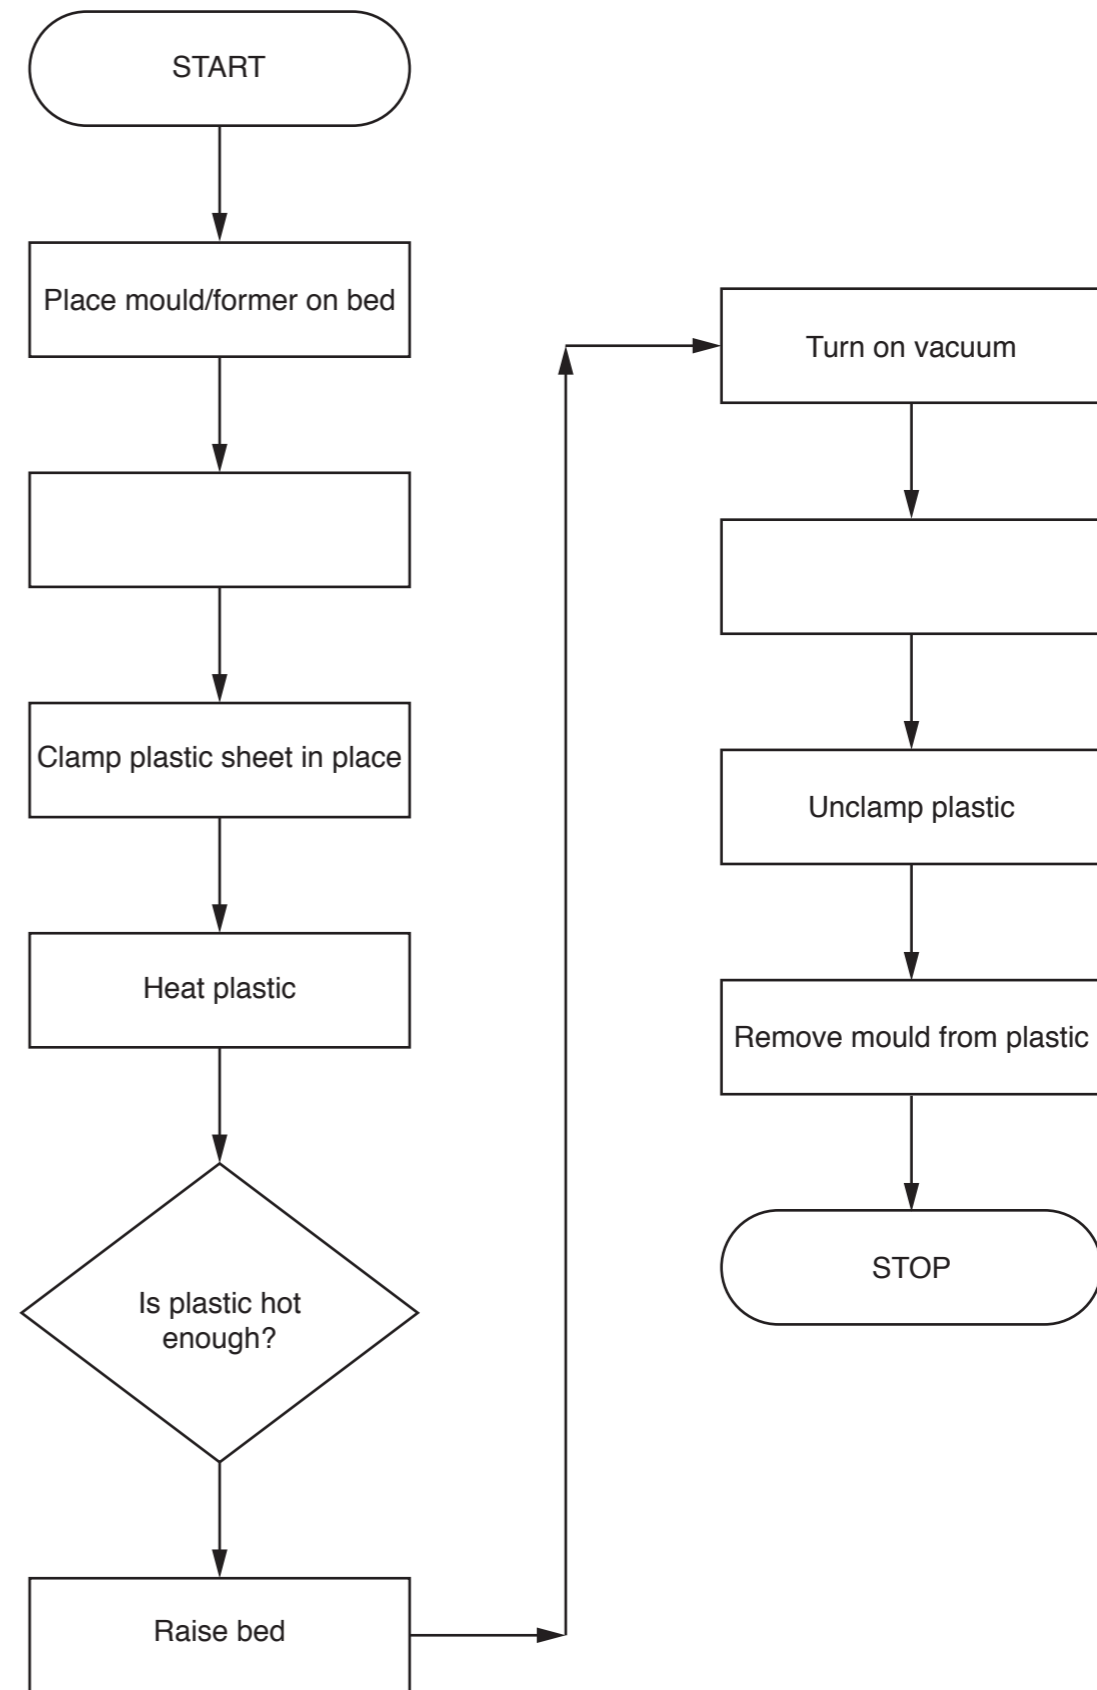 START
Place mould/former on bed
Clamp plastic sheet in place
Heat plastic
Is plastic hot
enough?
Raise bed
Turn on vacuum
Unclamp plastic
Remove mould from plastic
STOP